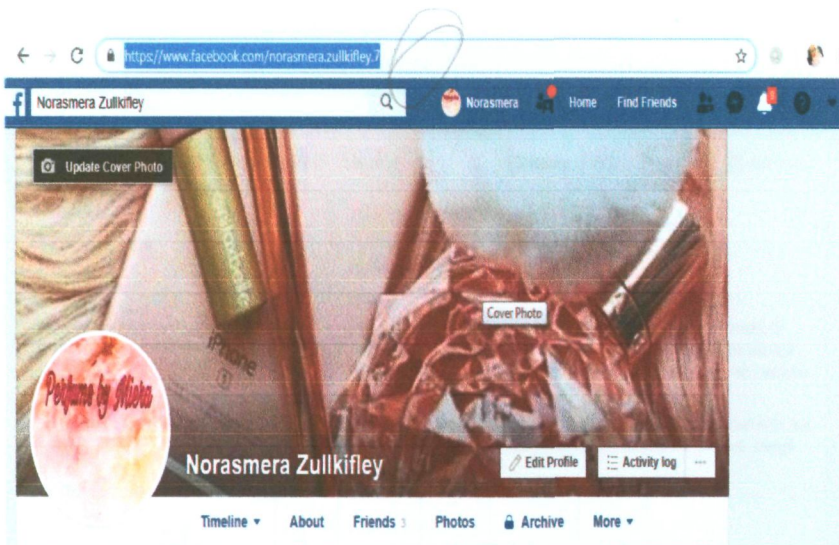 https://www.facebook.com/norasmera.zullkifley.7
Norasmera Zullkifley
Norasmera
Home
Find Friends
Update Cover Photo
iPhone
Cover Photo
Perfume by Miera
Norasmera Zullkifley
Edit Profile
Activity log
Timeline
About
Friends 3
Photos
Archive
More